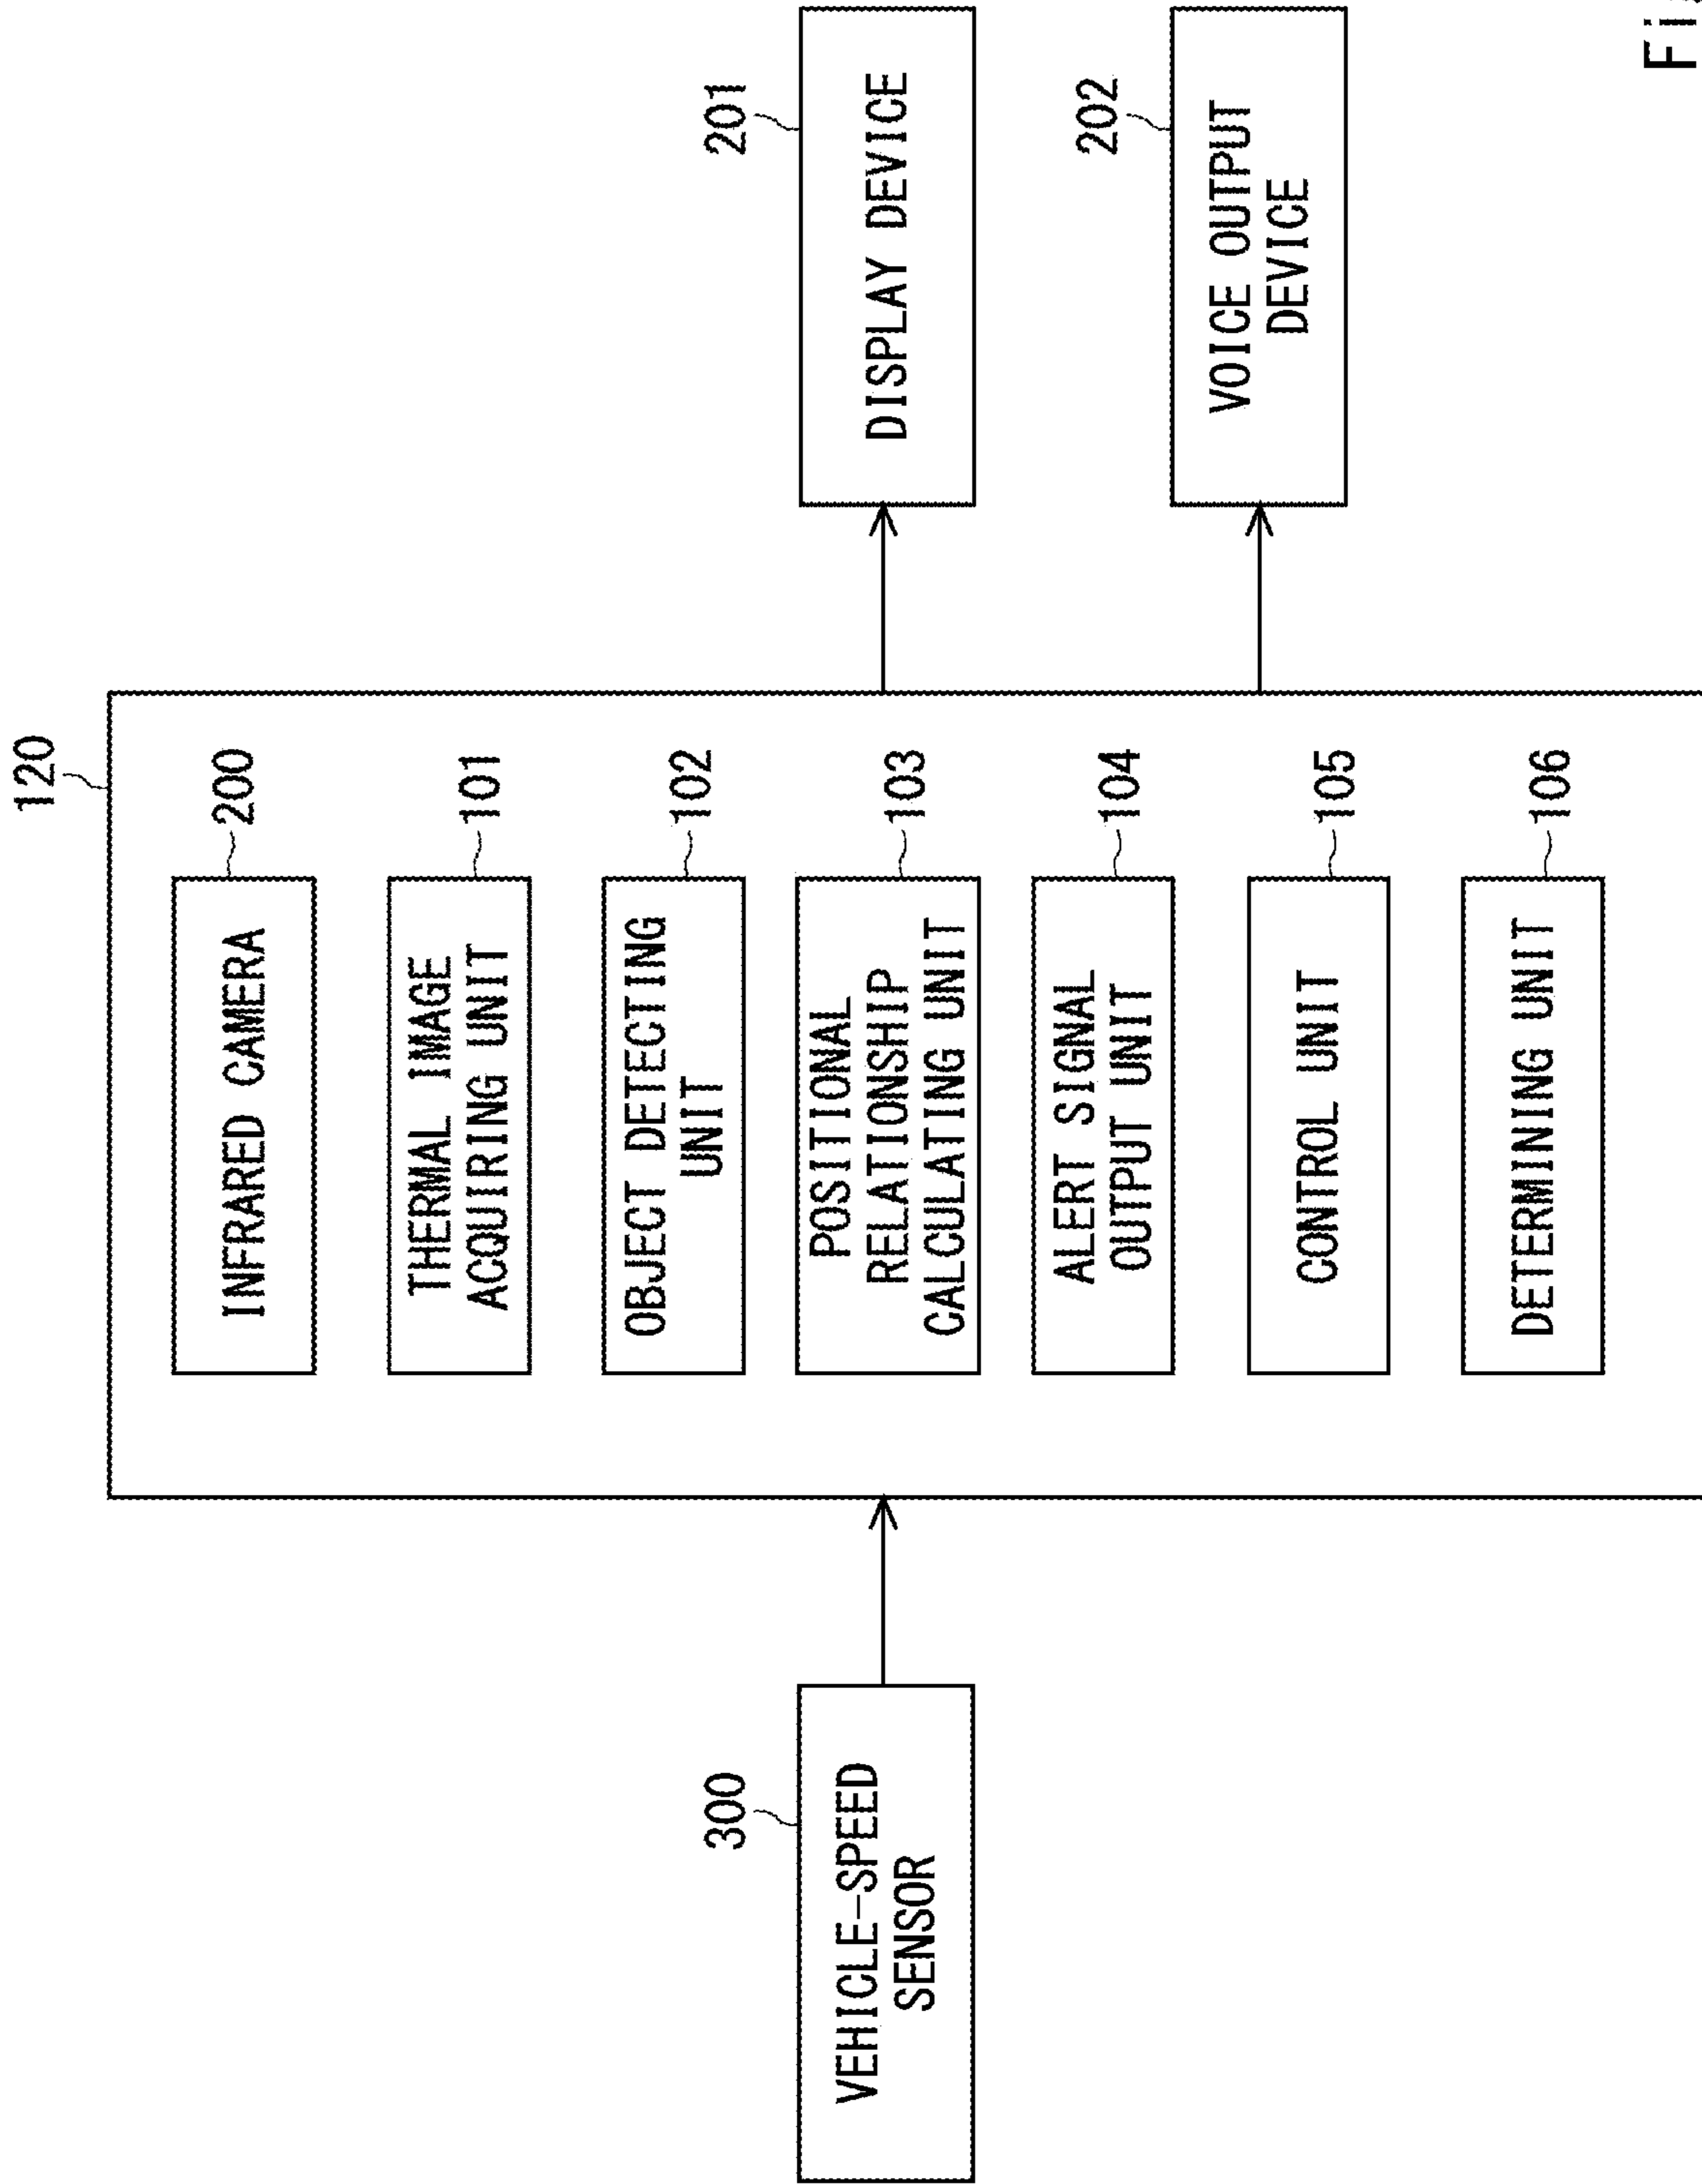 300
VEHICLE-SPEED
SENSOR
120
INFRARED CAMERA
200
THERMAL IMAGE
ACQUIRING UNIT
101
OBJECT DETECTING
UNIT
102
POSITIONAL
RELATIONSHIP
CALCULATING UNIT
103
ALERT SIGNAL
OUTPUT UNIT
104
CONTROL UNIT
105
DETERMINING UNIT
106
201
DISPLAY DEVICE
202
VOICE OUTPUT
DEVICE